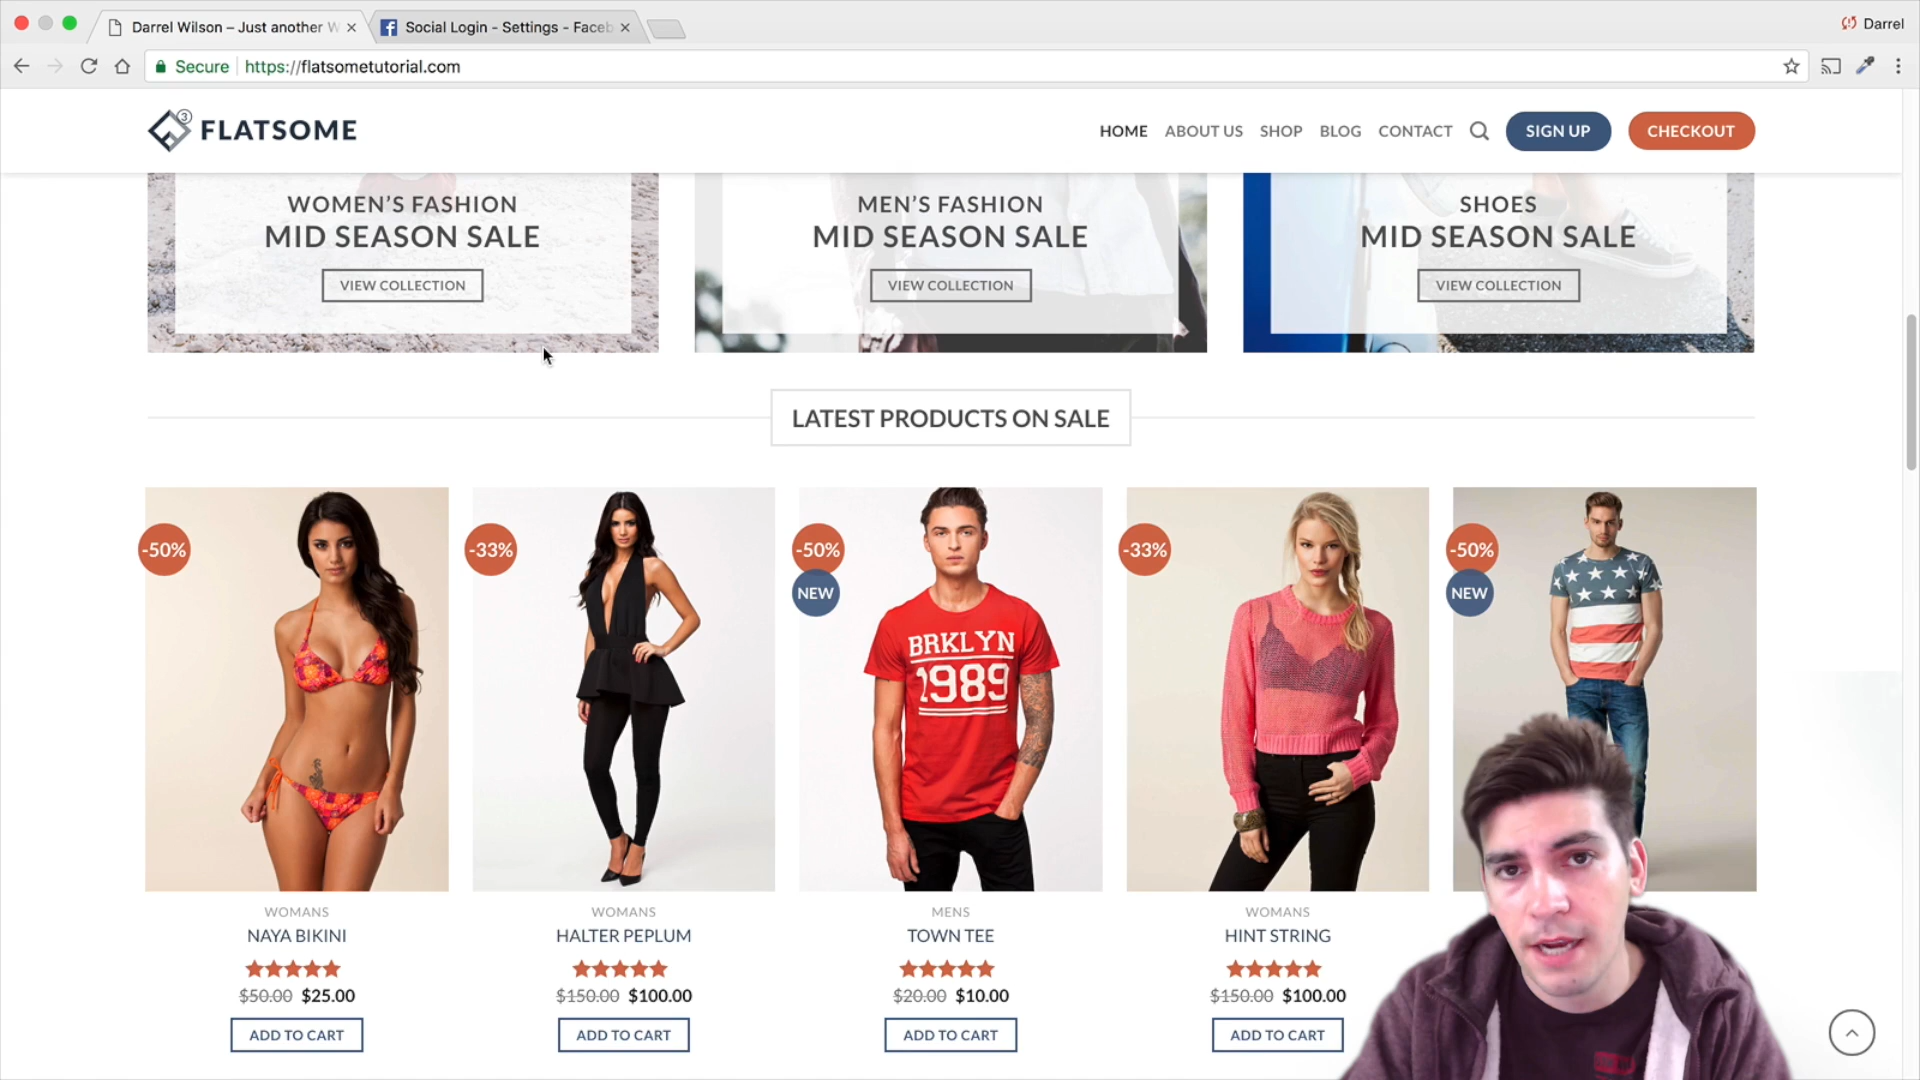 Darrel Wilson – Just another W
Social Login - Settings - Faceb
Darrel
Secure
https://flatsometutorial.com
3
FLATSOME
HOME
ABOUT US
SHOP
BLOG
CONTACT
SIGN UP
CHECKOUT
WOMEN'S FASHION
MID SEASON SALE
VIEW COLLECTION
MEN'S FASHION
MID SEASON SALE
VIEW COLLECTION
SHOES
MID SEASON SALE
VIEW COLLECTION
LATEST PRODUCTS ON SALE
-50%
-33%
-50%
NEW
BRKLYN
1989
-33%
-50%
NEW
WOMANS
NAYA BIKINI
$50.00 $25.00
ADD TO CART
WOMANS
HALTER PEPLUM
$150.00 $100.00
ADD TO CART
MENS
TOWN TEE
$20.00 $10.00
ADD TO CART
WOMANS
HINT STRING
$150.00 $100.00
ADD TO CART